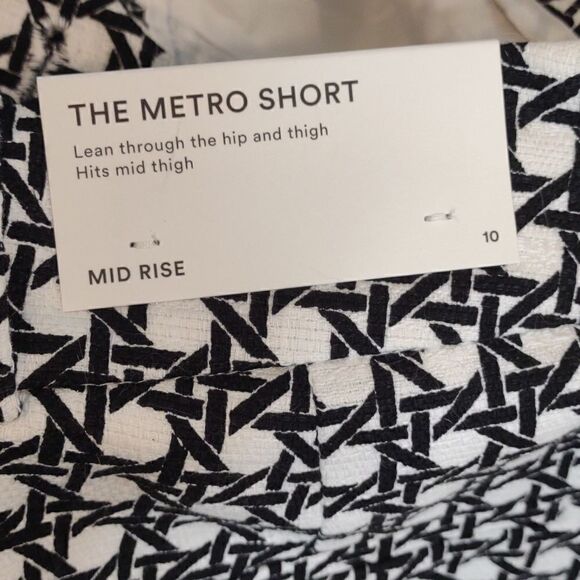 THE METRO SHORT
Lean through the hip and thigh
Hits mid thigh
10
MID RISE